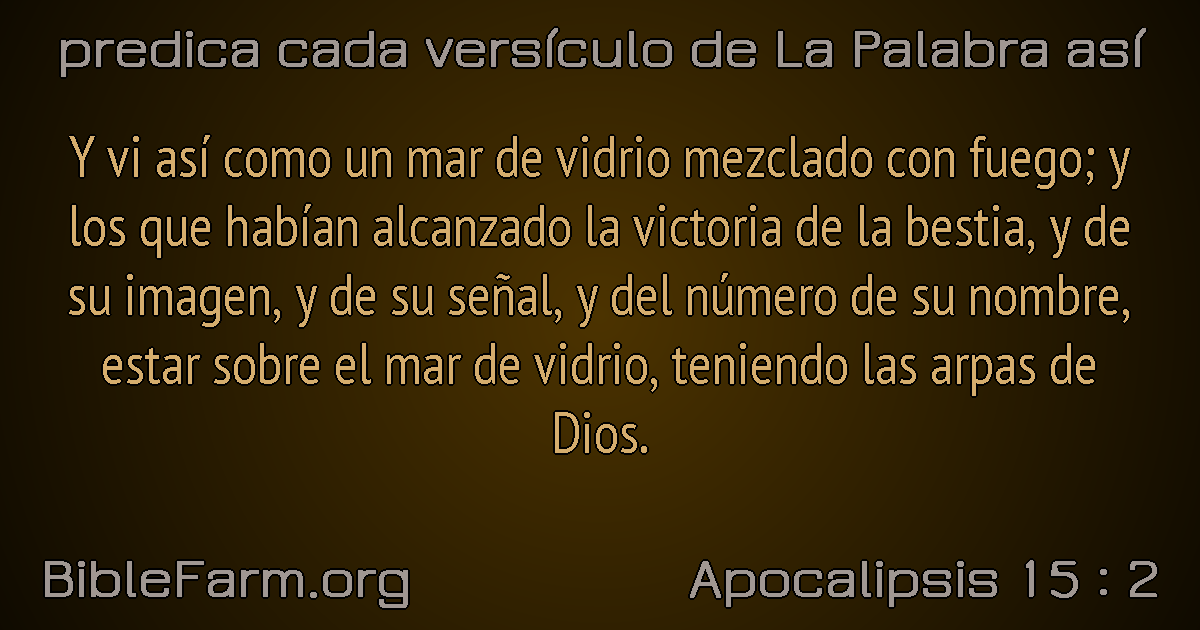 predica cada versículo de La Palabra así
Y vi así como un mar de vidrio mezclado con fuego; y
los que habían alcanzado la victoria de la bestia, y de
su imagen, y de su señal, y del número de su nombre,
estar sobre el mar de vidrio, teniendo las arpas de
Dios.
BibleFarm.org
Apocalipsis 15 : 2